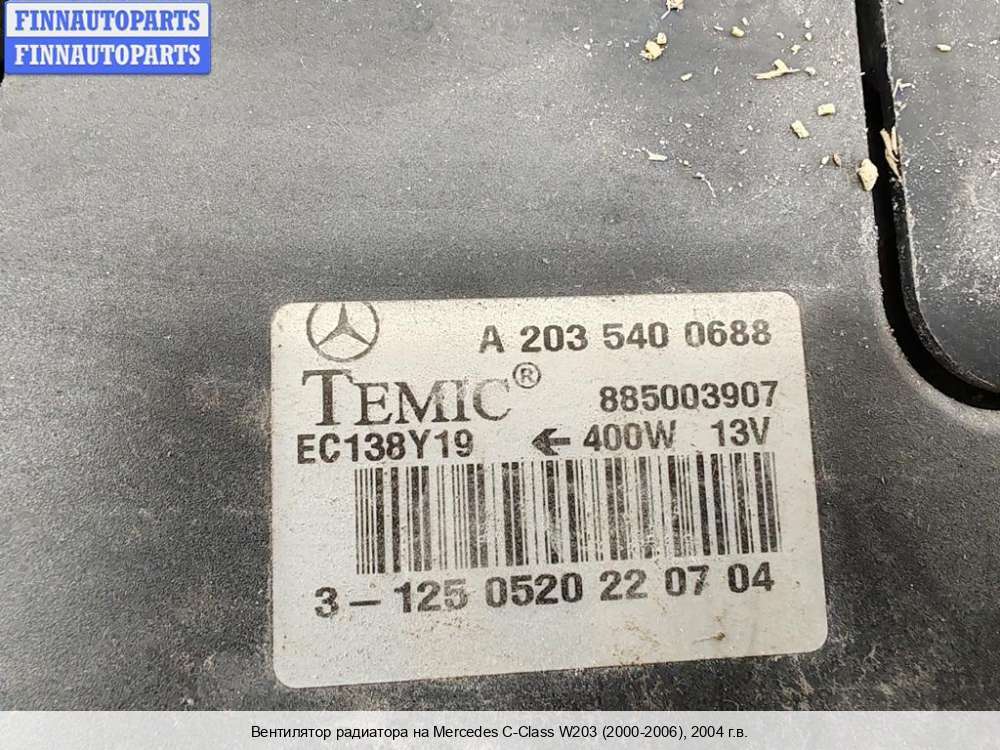 FINNAUTOPARTS
FINNAUTOPARTS
A 203 540 0688
TEMIC®
885003907
EC138Y19 ← 400W 13V
3-125 0520 22 07 04
Вентилятор радиатора на Mercedes C-Class W203 (2000-2006), 2004 г.в.